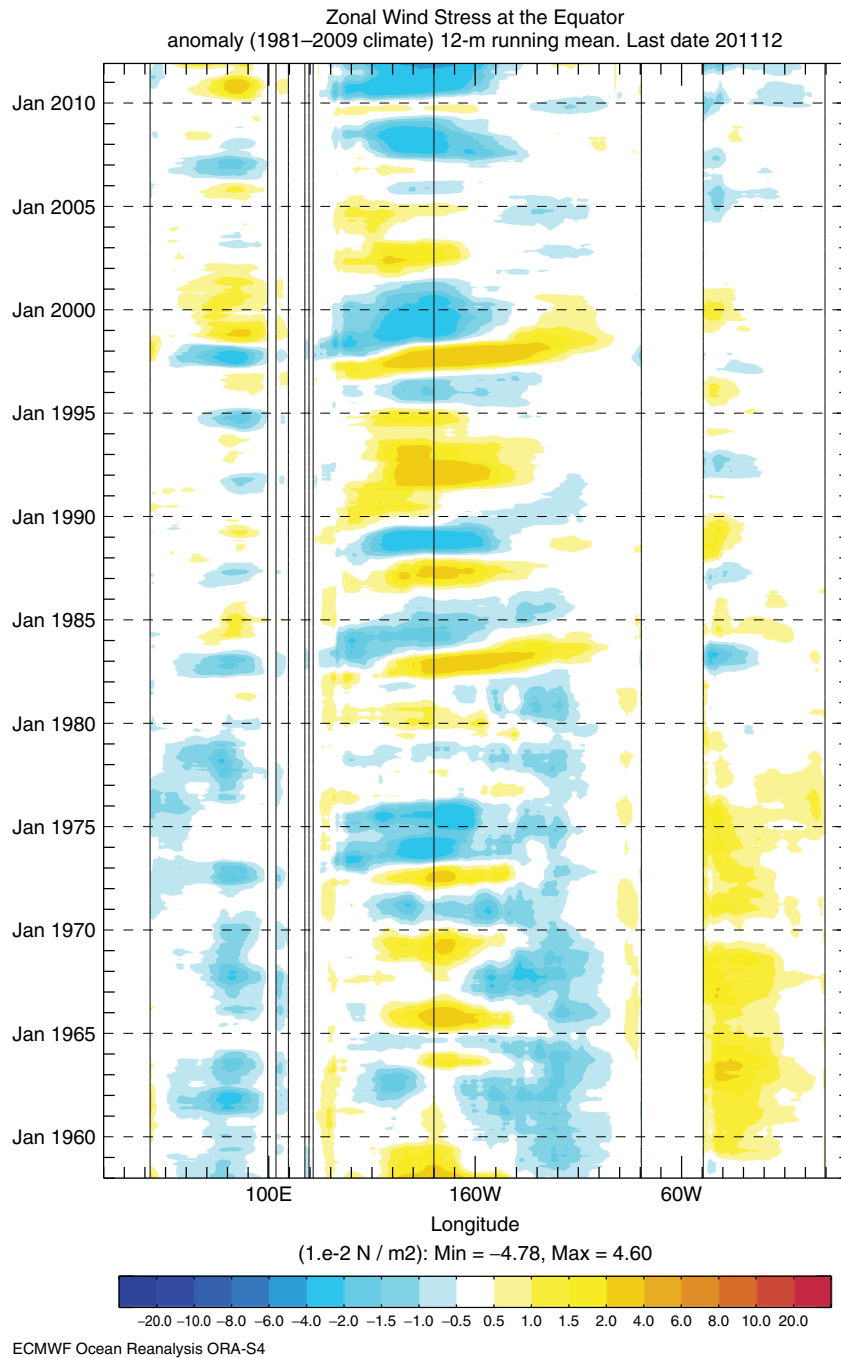 Zonal Wind Stress at the Equator
anomaly (1981–2009 climate) 12-m running mean. Last date 201112
Jan 2010
Jan 2005
Jan 2000
Jan 1995
Jan 1990
Jan 1985
Jan 1980
Jan 1975
Jan 1970
Jan 1965
Jan 1960
100E 160W 60W
Longitude
(1.e-2 N / m2): Min = –4.78, Max = 4.60
–20.0 –10.0 –8.0 –6.0 –4.0 –2.0 –1.5 –1.0 –0.5 0.5 1.0 1.5 2.0 4.0 6.0 8.0 10.0 20.0
ECMWF Ocean Reanalysis ORA-S4